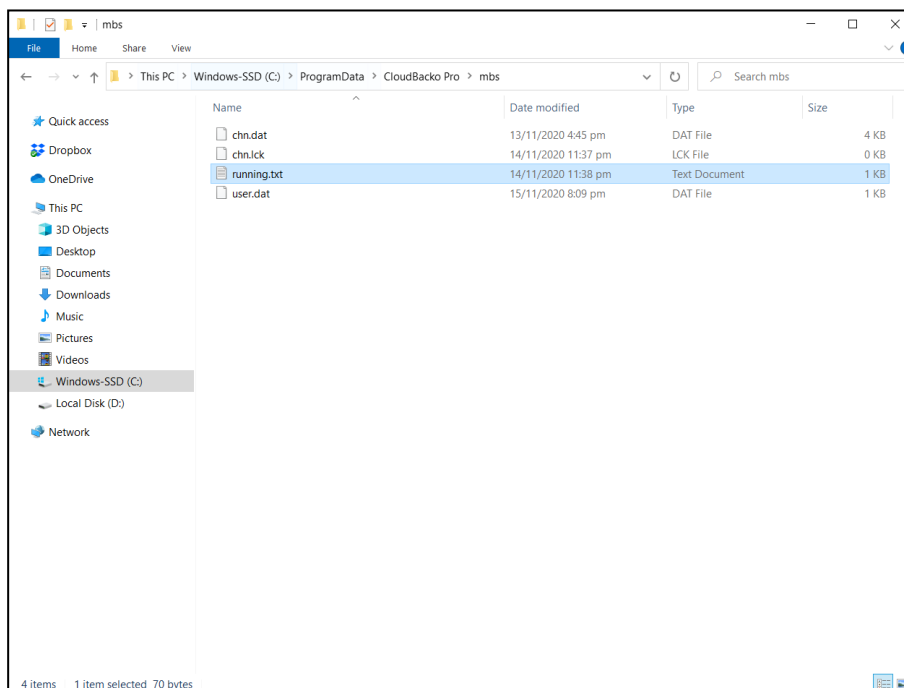 mbs
File Home Share View
This PC Windows-SSD (C:) ProgramData CloudBacko Pro mbs Search mbs
Name Date modified Type Size
Quick access
Dropbox
OneDrive
This PC
3D Objects
Desktop
Documents
Downloads
Music
Pictures
Videos
Windows-SSD (C:)
Local Disk (D:)
Network
chn.dat 13/11/2020 4:45 pm DAT File 4 KB
chn.lck 14/11/2020 11:37 pm LCK File 0 KB
running.txt 14/11/2020 11:38 pm Text Document 1 KB
user.dat 15/11/2020 8:09 pm DAT File 1 KB
4 items 1 item selected 70 bytes